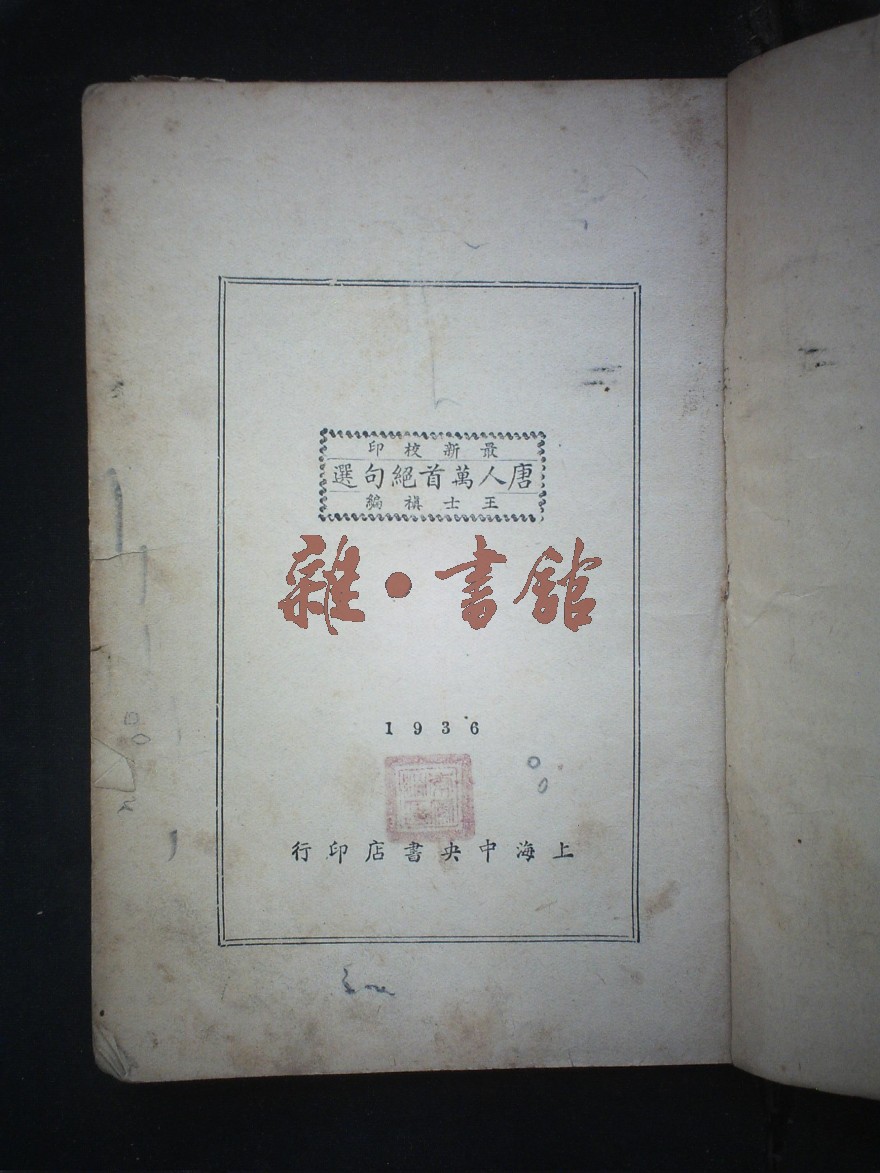 最新校印
唐人萬首絕句選
王士禎編
雜·書館
1936
上海中央書店印行